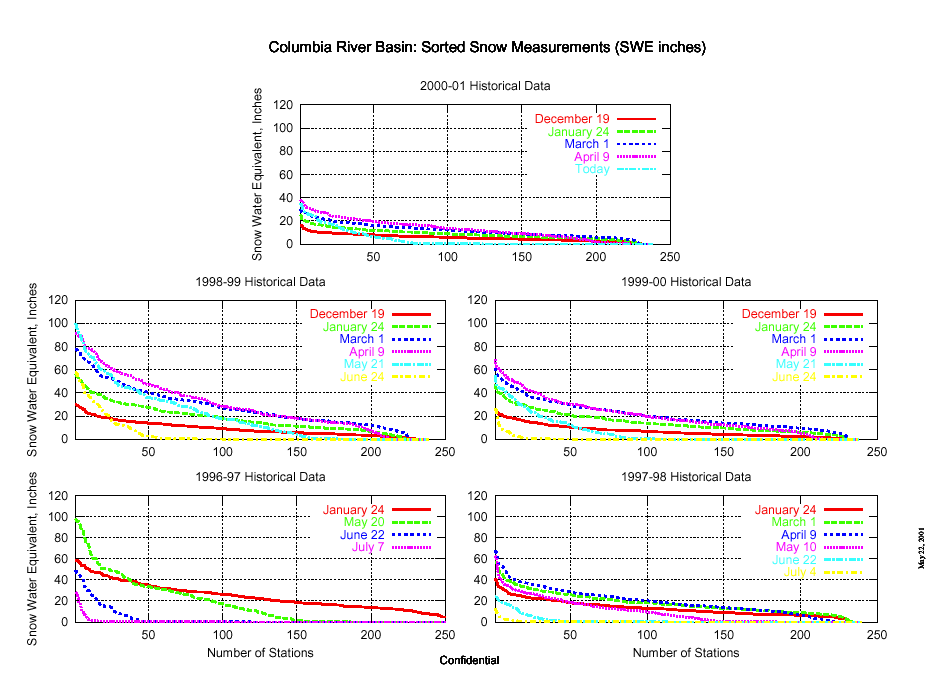 Columbia River Basin: Sorted Snow Measurements (SWE inches)
2000-01 Historical Data
Snow Water Equivalent, Inches
120
100
80
60
40
20
0
50
100
150
200
250
December 19
January 24
March 1
April 9
Today
1998-99 Historical Data
Snow Water Equivalent, Inches
120
100
80
60
40
20
0
50
100
150
200
250
December 19
January 24
March 1
April 9
May 21
June 24
1999-00 Historical Data
120
100
80
60
40
20
0
50
100
150
200
250
December 19
January 24
March 1
April 9
May 21
June 24
1996-97 Historical Data
Snow Water Equivalent, Inches
120
100
80
60
40
20
0
50
100
150
200
250
January 24
May 20
June 22
July 7
Number of Stations
1997-98 Historical Data
120
100
80
60
40
20
0
50
100
150
200
250
January 24
March 1
April 9
May 10
June 22
July 4
Number of Stations
Confidential
May 22, 2001